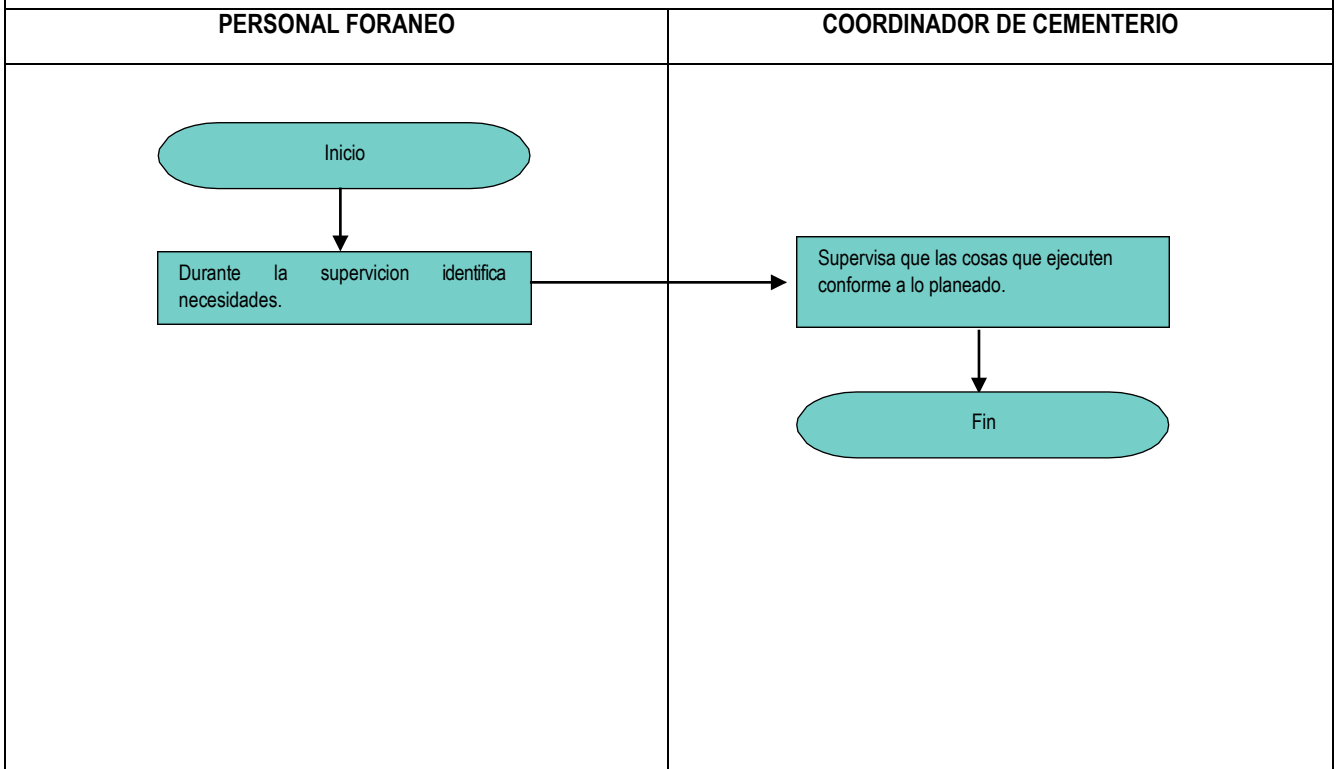 PERSONAL FORANEO
COORDINADOR DE CEMENTERIO
Inicio
Durante la supervicion identifica
necesidades.
Supervisa que las cosas que ejecuten
conforme a lo planeado.
Fin